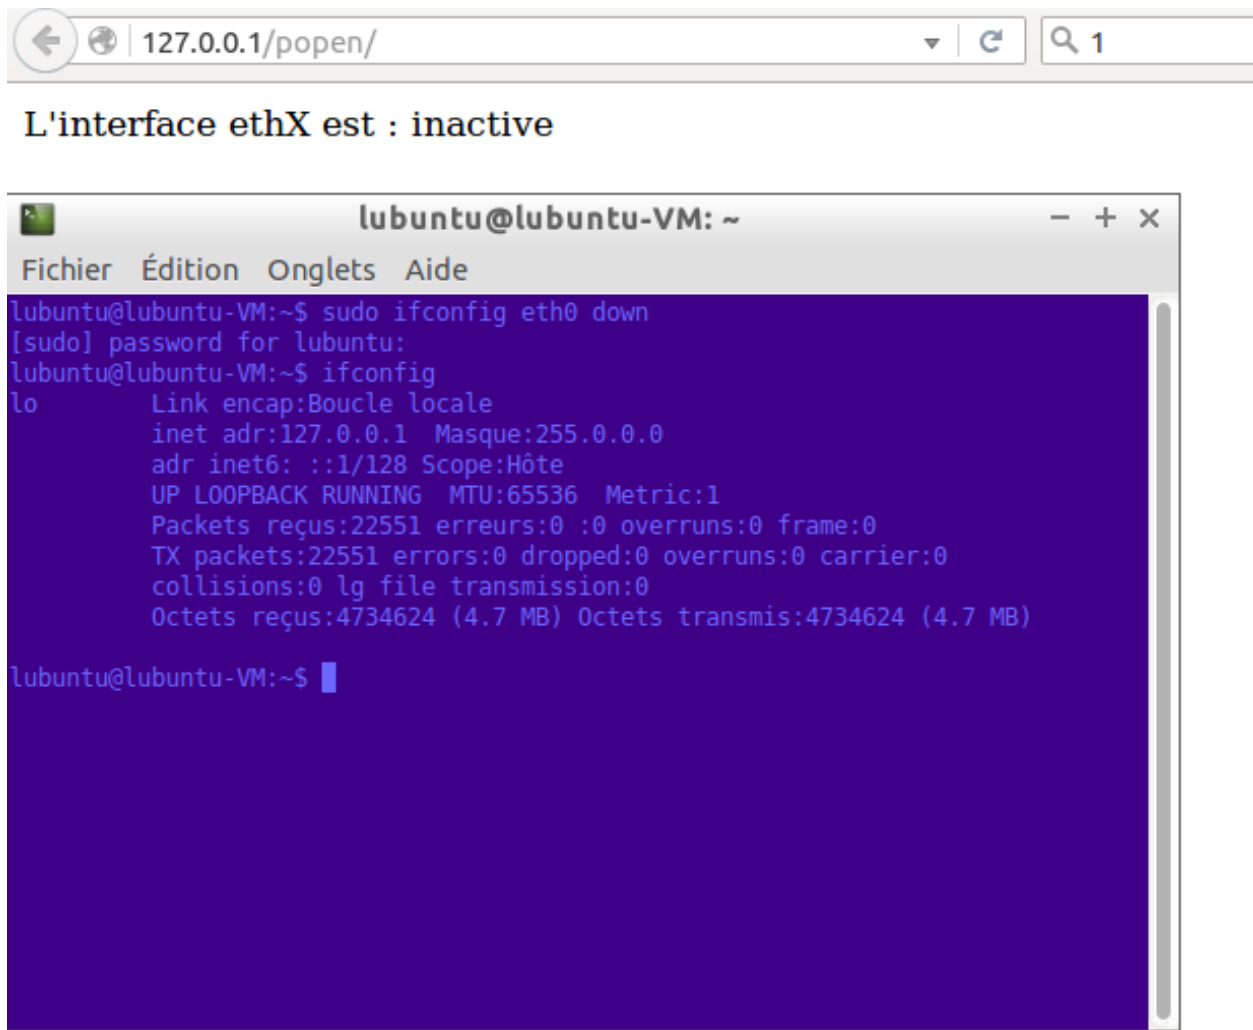 127.0.0.1/popen/
1
L'interface ethX est : inactive
lubuntu@lubuntu-VM: ~
Fichier Édition Onglets Aide
lubuntu@lubuntu-VM:~$ sudo ifconfig eth0 down
[sudo] password for lubuntu:
lubuntu@lubuntu-VM:~$ ifconfig
lo        Link encap:Boucle locale
          inet adr:127.0.0.1  Masque:255.0.0.0
          adr inet6: ::1/128 Scope:Hôte
          UP LOOPBACK RUNNING  MTU:65536  Metric:1
          Packets reçus:22551 erreurs:0 :0 overruns:0 frame:0
          TX packets:22551 errors:0 dropped:0 overruns:0 carrier:0
          collisions:0 lg file transmission:0
          Octets reçus:4734624 (4.7 MB) Octets transmis:4734624 (4.7 MB)
lubuntu@lubuntu-VM:~$